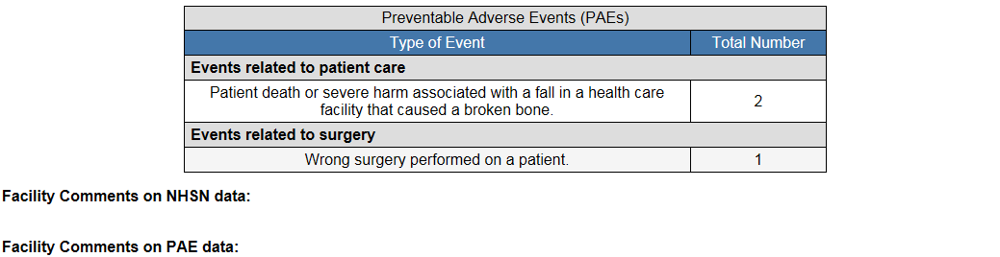 Preventable Adverse Events (PAEs)
Type of Event Total Number
Events related to patient care
Patient death or severe harm associated with a fall in a health care
facility that caused a broken bone. 2
Events related to surgery
Wrong surgery performed on a patient. 1
Facility Comments on NHSN data:
Facility Comments on PAE data: